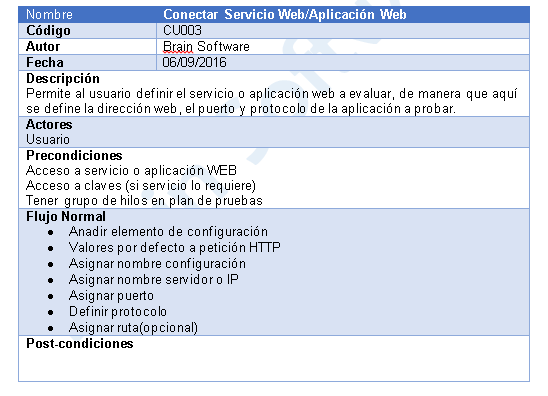 Nombre Conectar Servicio Web/Aplicación Web
Código CU003
Autor Brain Software
Fecha 06/09/2016
Descripción
Permite al usuario definir el servicio o aplicación web a evaluar, de manera que aquí
se define la dirección web, el puerto y protocolo de la aplicación a probar.
Actores
Usuario
Precondiciones
Acceso a servicio o aplicación WEB
Acceso a claves (si servicio lo requiere)
Tener grupo de hilos en plan de pruebas
Flujo Normal
• Anadir elemento de configuración
• Valores por defecto a petición HTTP
• Asignar nombre configuración
• Asignar nombre servidor o IP
• Asignar puerto
• Definir protocolo
• Asignar ruta(opcional)
Post-condiciones